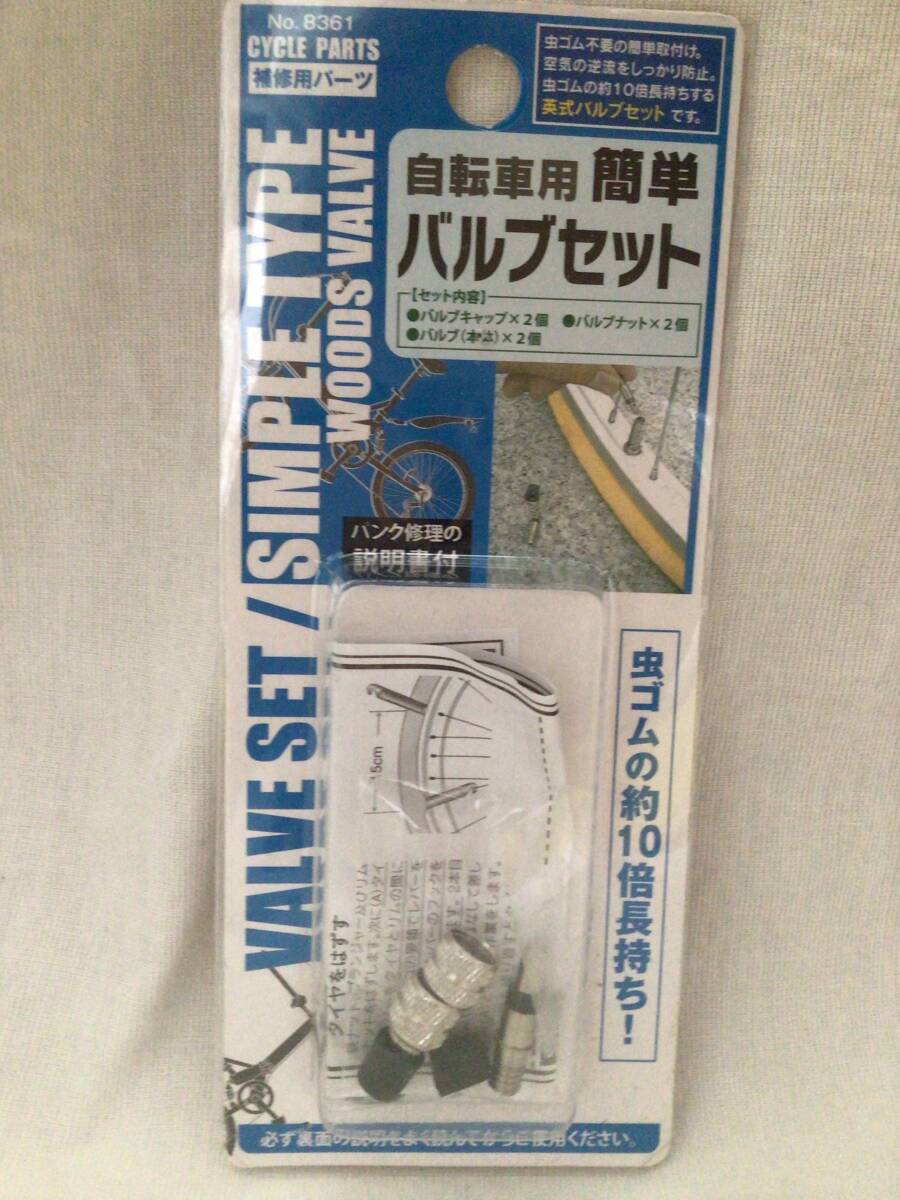 No.8361
CYCLE PARTS
補修用パーツ
虫ゴム不要の簡単取付け。
空気の逆流をしっかり防止。
虫ゴムの約10倍長持ちする
英式バルブセットです。
VALVE SET / SIMPLE TYPE
WOODS VALVE
自転車用 簡単
バルブセット
【セット内容】
●バルブキャップ×2個 ●バルブナット×2個
●バルブ(本体)×2個
パンク修理の
説明書付
虫ゴムの約10倍長持ち!
15cm
タイヤをはずす
必ず裏面の説明をよく読んでからご使用ください。